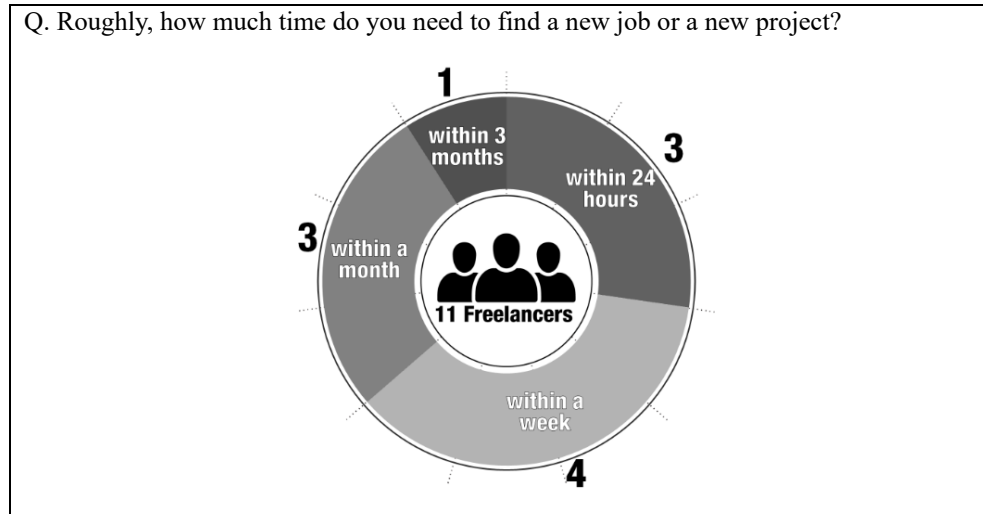 Q. Roughly, how much time do you need to find a new job or a new project?
1
within 3
months
3
within 24
hours
3
within a
month
11 Freelancers
within a
week
4